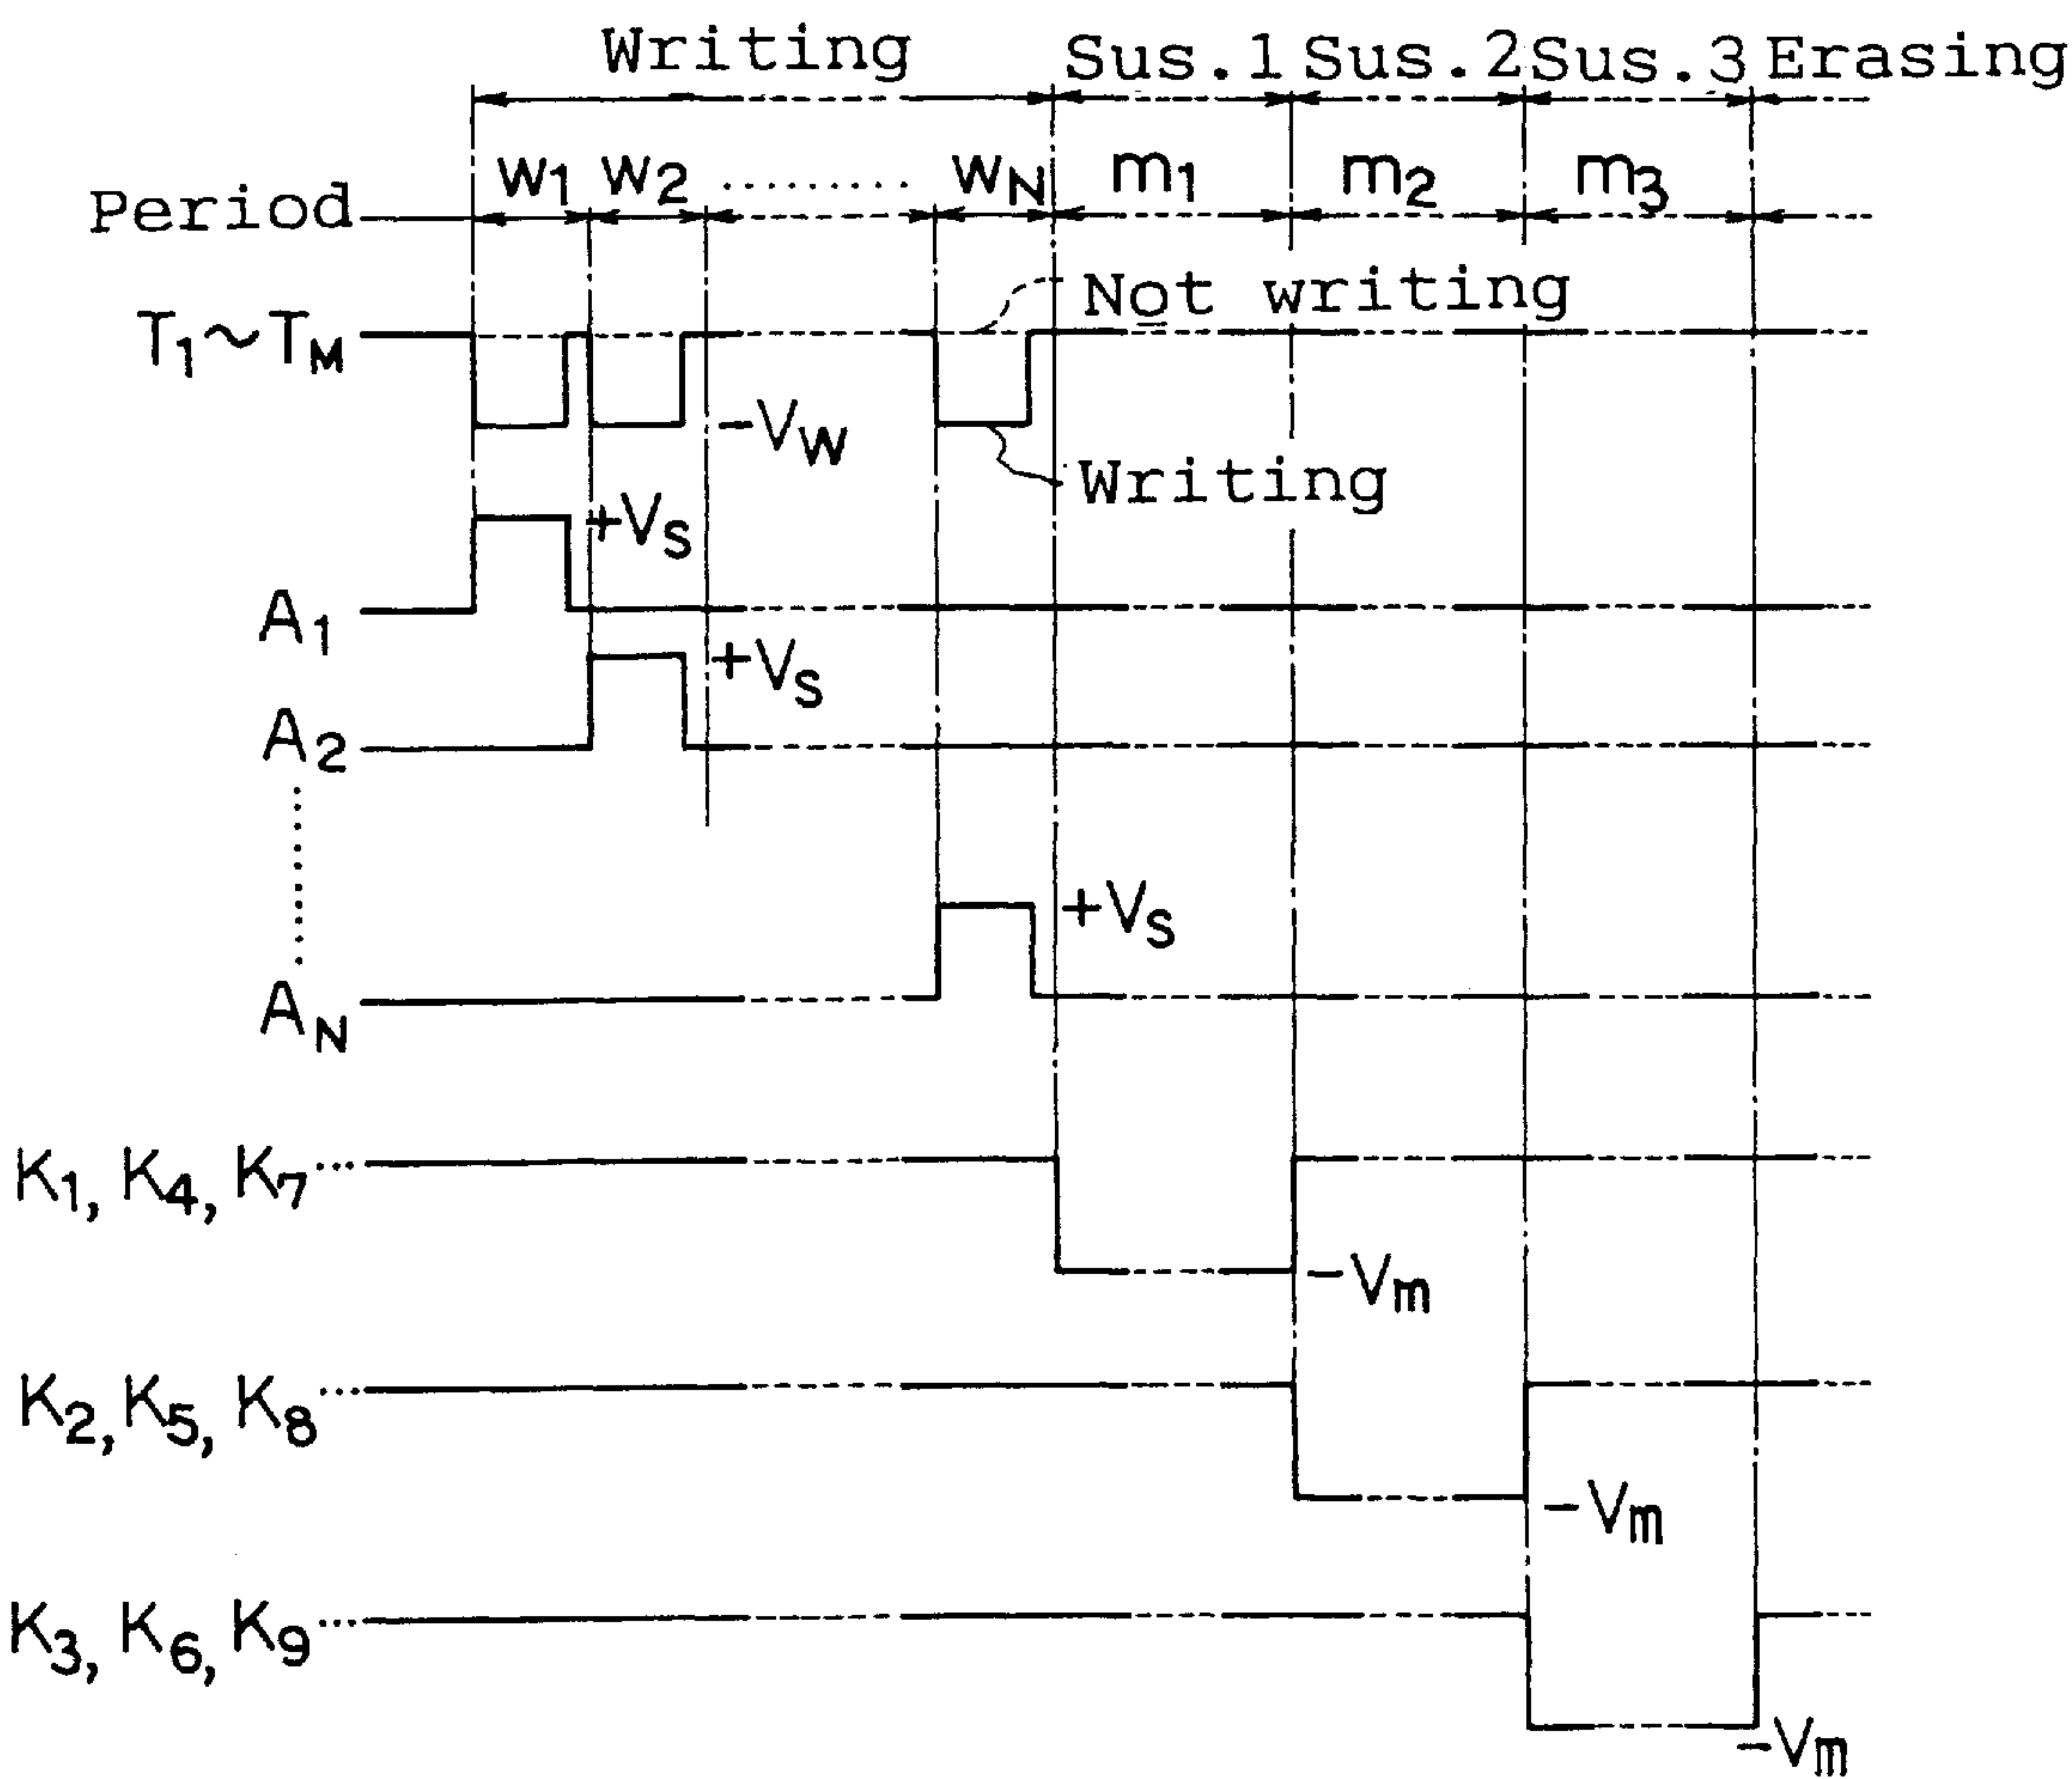 Writing Sus.1 Sus.2 Sus.3 Erasing
Period w1 w2 ......... wN m1 m2 m3
Not writing
T1~TM
-VW
Writing
+VS
A1
+VS
A2
+VS
AN
K1, K4, K7...
-Vm
K2, K5, K8...
-Vm
K3, K6, K9...
-Vm